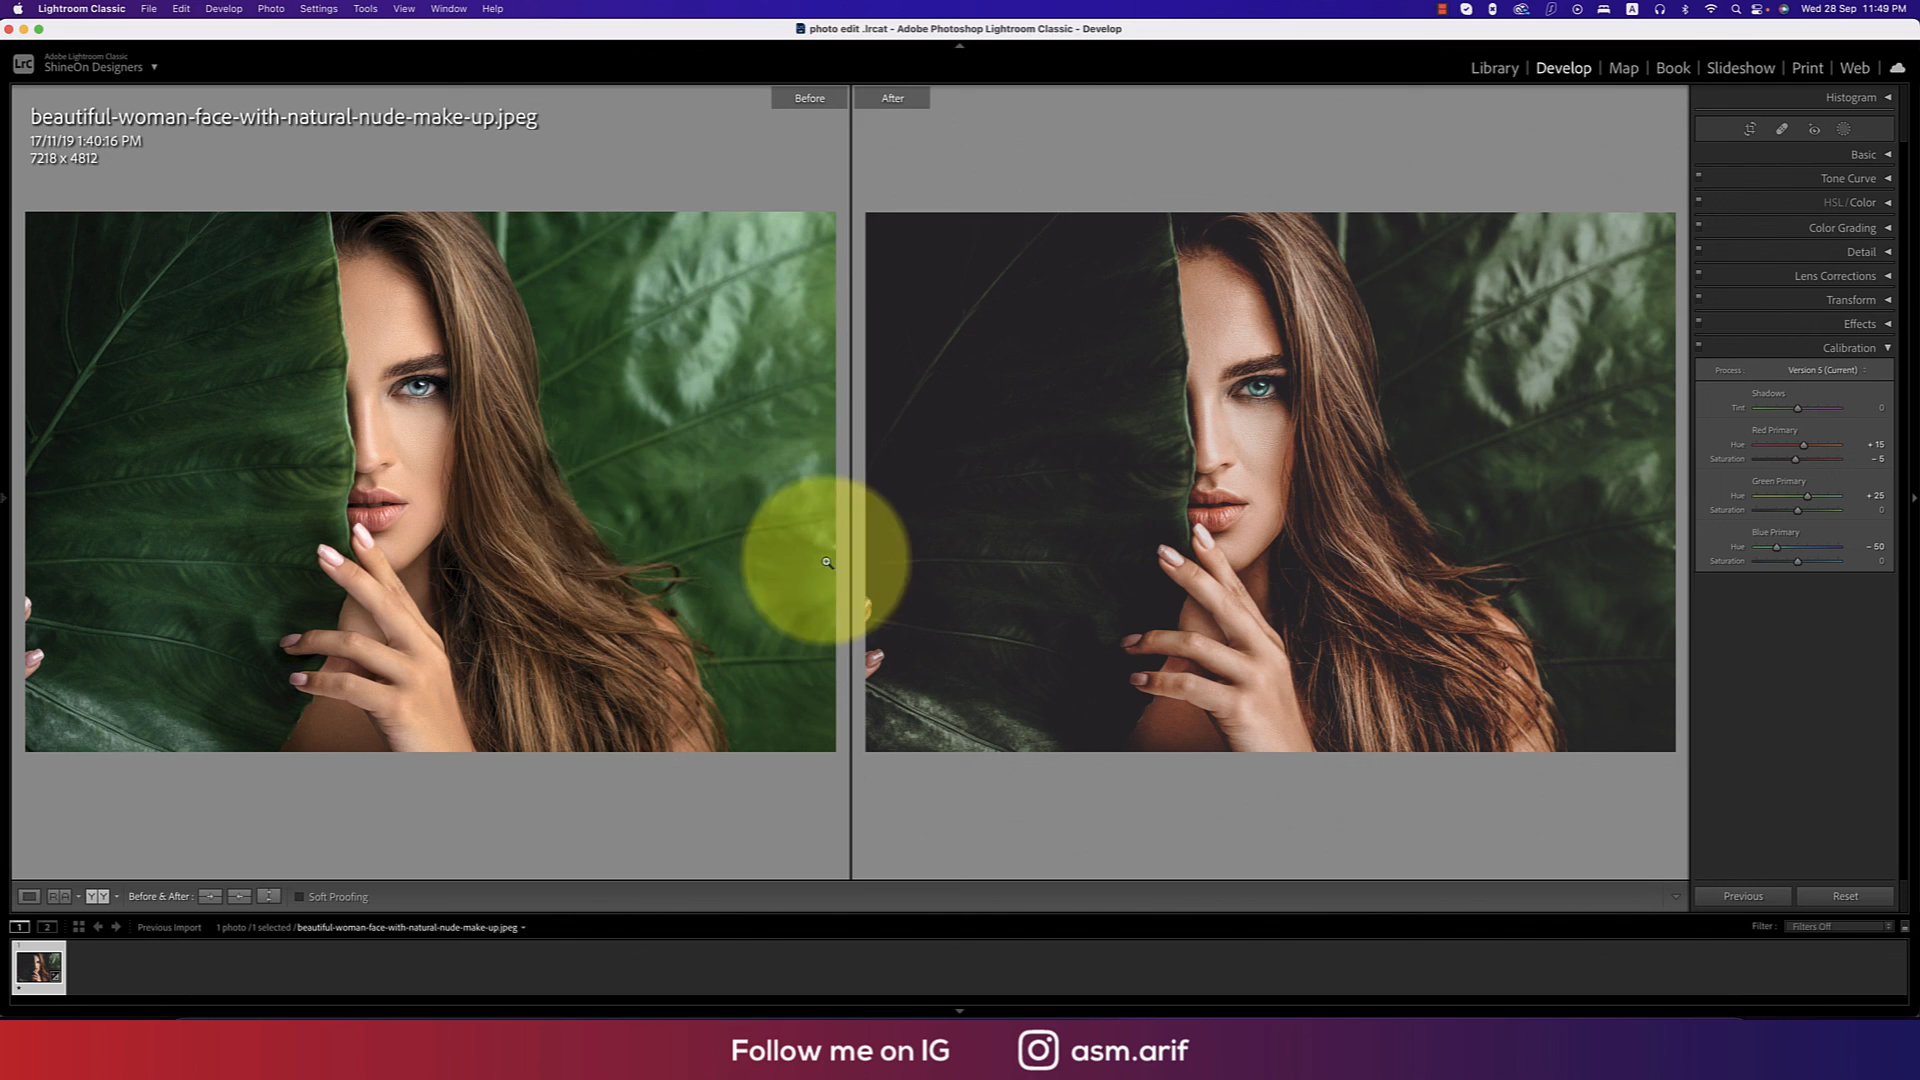 Lightroom Classic File Edit Develop Photo Settings Tools View Window Help
A Wed 28 Sep 11:49 PM
photo edit .lrcat - Adobe Photoshop Lightroom Classic - Develop
LrC Adobe Lightroom Classic
ShineOn Designers
Library | Develop | Map | Book | Slideshow | Print | Web
Before
After
beautiful-woman-face-with-natural-nude-make-up.jpeg
17/11/19 1:40:16 PM
7218 x 4812
Histogram
Basic
Tone Curve
HSL / Color
Color Grading
Detail
Lens Corrections
Transform
Effects
Calibration
Process : Version 5 (Current)
Shadows
Tint 0
Red Primary
Hue + 15
Saturation - 5
Green Primary
Hue + 25
Saturation 0
Blue Primary
Hue - 50
Saturation 0
R A Y Y Before & After : Soft Proofing
Previous Reset
1 2 Previous Import 1 photo / 1 selected / beautiful-woman-face-with-natural-nude-make-up.jpeg
Filter : Filters Off
1
Follow me on IG asm.arif